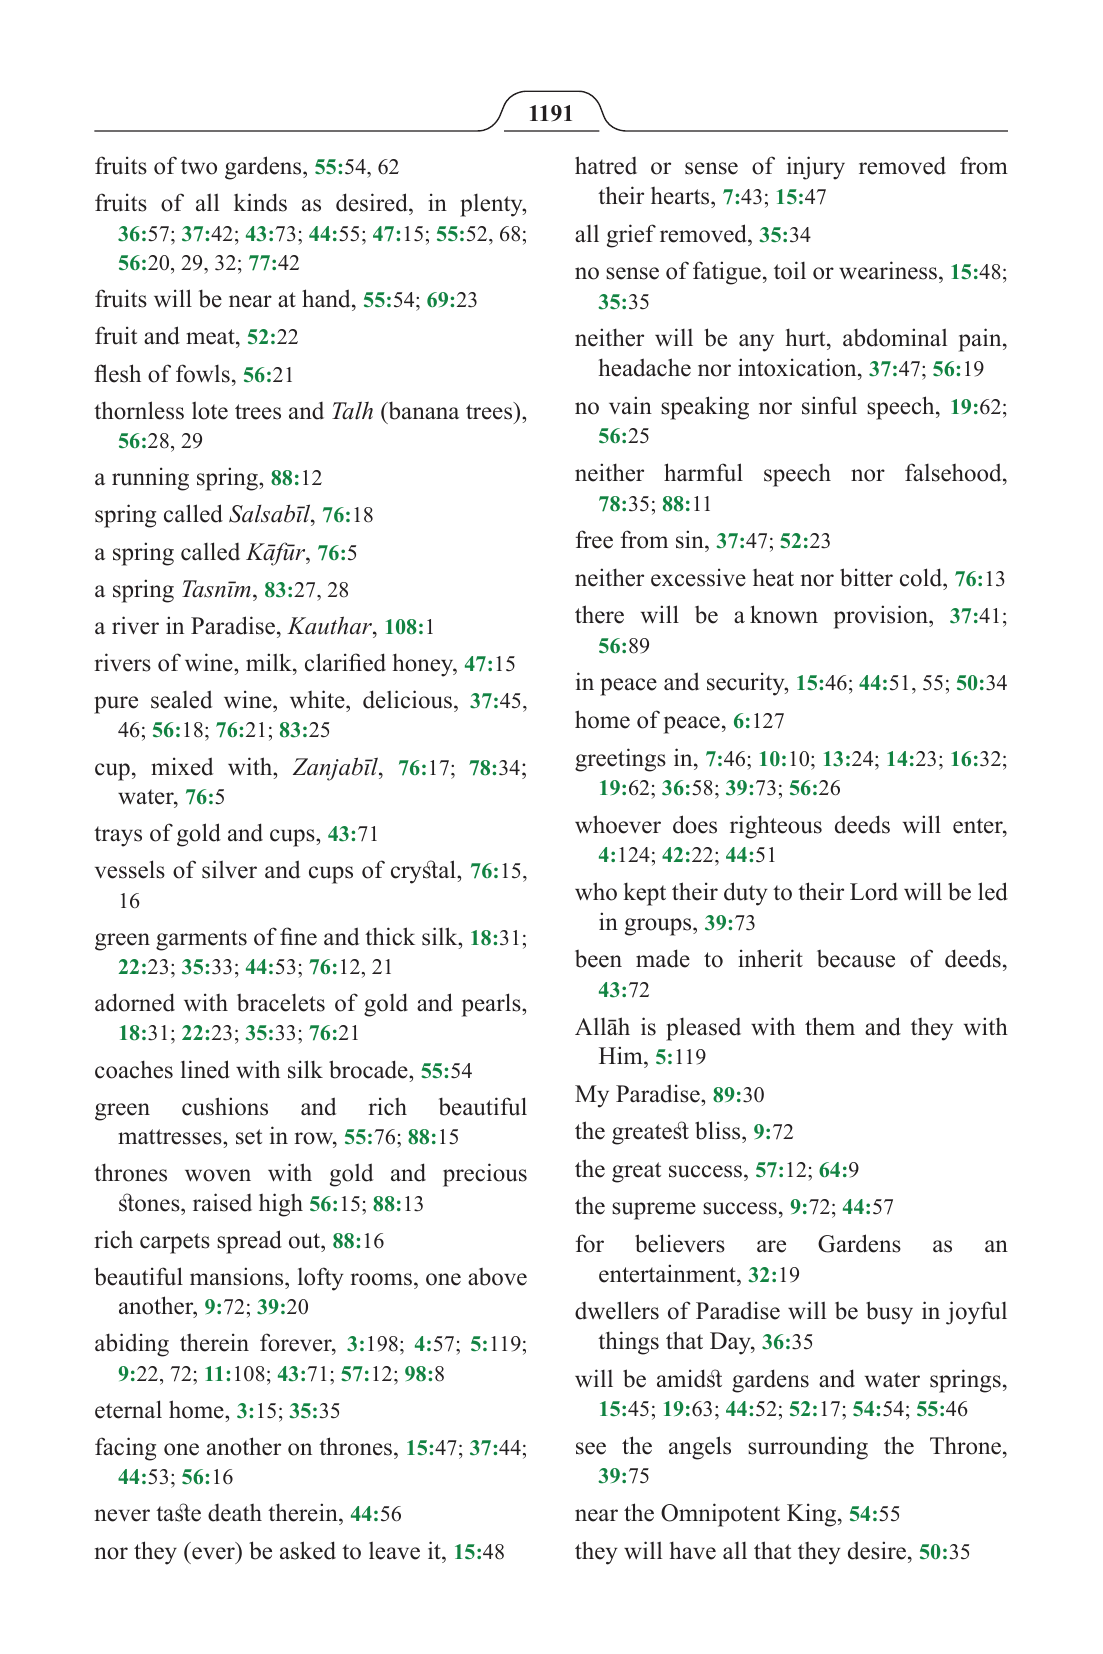 1191
fruits of two gardens, 55:54, 62
fruits of all kinds as desired, in plenty,
36:57; 37:42; 43:73; 44:55; 47:15; 55:52, 68;
56:20, 29, 32; 77:42
fruits will be near at hand, 55:54; 69:23
fruit and meat, 52:22
flesh of fowls, 56:21
thornless lote trees and Talh (banana trees),
56:28, 29
a running spring, 88:12
spring called Salsabīl, 76:18
a spring called Kāfūr, 76:5
a spring Tasnīm, 83:27, 28
a river in Paradise, Kauthar, 108:1
rivers of wine, milk, clarified honey, 47:15
pure sealed wine, white, delicious, 37:45,
46; 56:18; 76:21; 83:25
cup, mixed with, Zanjabīl, 76:17; 78:34;
water, 76:5
trays of gold and cups, 43:71
vessels of silver and cups of crystal, 76:15,
16
green garments of fine and thick silk, 18:31;
22:23; 35:33; 44:53; 76:12, 21
adorned with bracelets of gold and pearls,
18:31; 22:23; 35:33; 76:21
coaches lined with silk brocade, 55:54
green cushions and rich beautiful
mattresses, set in row, 55:76; 88:15
thrones woven with gold and precious
stones, raised high 56:15; 88:13
rich carpets spread out, 88:16
beautiful mansions, lofty rooms, one above
another, 9:72; 39:20
abiding therein forever, 3:198; 4:57; 5:119;
9:22, 72; 11:108; 43:71; 57:12; 98:8
eternal home, 3:15; 35:35
facing one another on thrones, 15:47; 37:44;
44:53; 56:16
never taste death therein, 44:56
nor they (ever) be asked to leave it, 15:48
hatred or sense of injury removed from
their hearts, 7:43; 15:47
all grief removed, 35:34
no sense of fatigue, toil or weariness, 15:48;
35:35
neither will be any hurt, abdominal pain,
headache nor intoxication, 37:47; 56:19
no vain speaking nor sinful speech, 19:62;
56:25
neither harmful speech nor falsehood,
78:35; 88:11
free from sin, 37:47; 52:23
neither excessive heat nor bitter cold, 76:13
there will be a known provision, 37:41;
56:89
in peace and security, 15:46; 44:51, 55; 50:34
home of peace, 6:127
greetings in, 7:46; 10:10; 13:24; 14:23; 16:32;
19:62; 36:58; 39:73; 56:26
whoever does righteous deeds will enter,
4:124; 42:22; 44:51
who kept their duty to their Lord will be led
in groups, 39:73
been made to inherit because of deeds,
43:72
Allāh is pleased with them and they with
Him, 5:119
My Paradise, 89:30
the greatest bliss, 9:72
the great success, 57:12; 64:9
the supreme success, 9:72; 44:57
for believers are Gardens as an
entertainment, 32:19
dwellers of Paradise will be busy in joyful
things that Day, 36:35
will be amidst gardens and water springs,
15:45; 19:63; 44:52; 52:17; 54:54; 55:46
see the angels surrounding the Throne,
39:75
near the Omnipotent King, 54:55
they will have all that they desire, 50:35